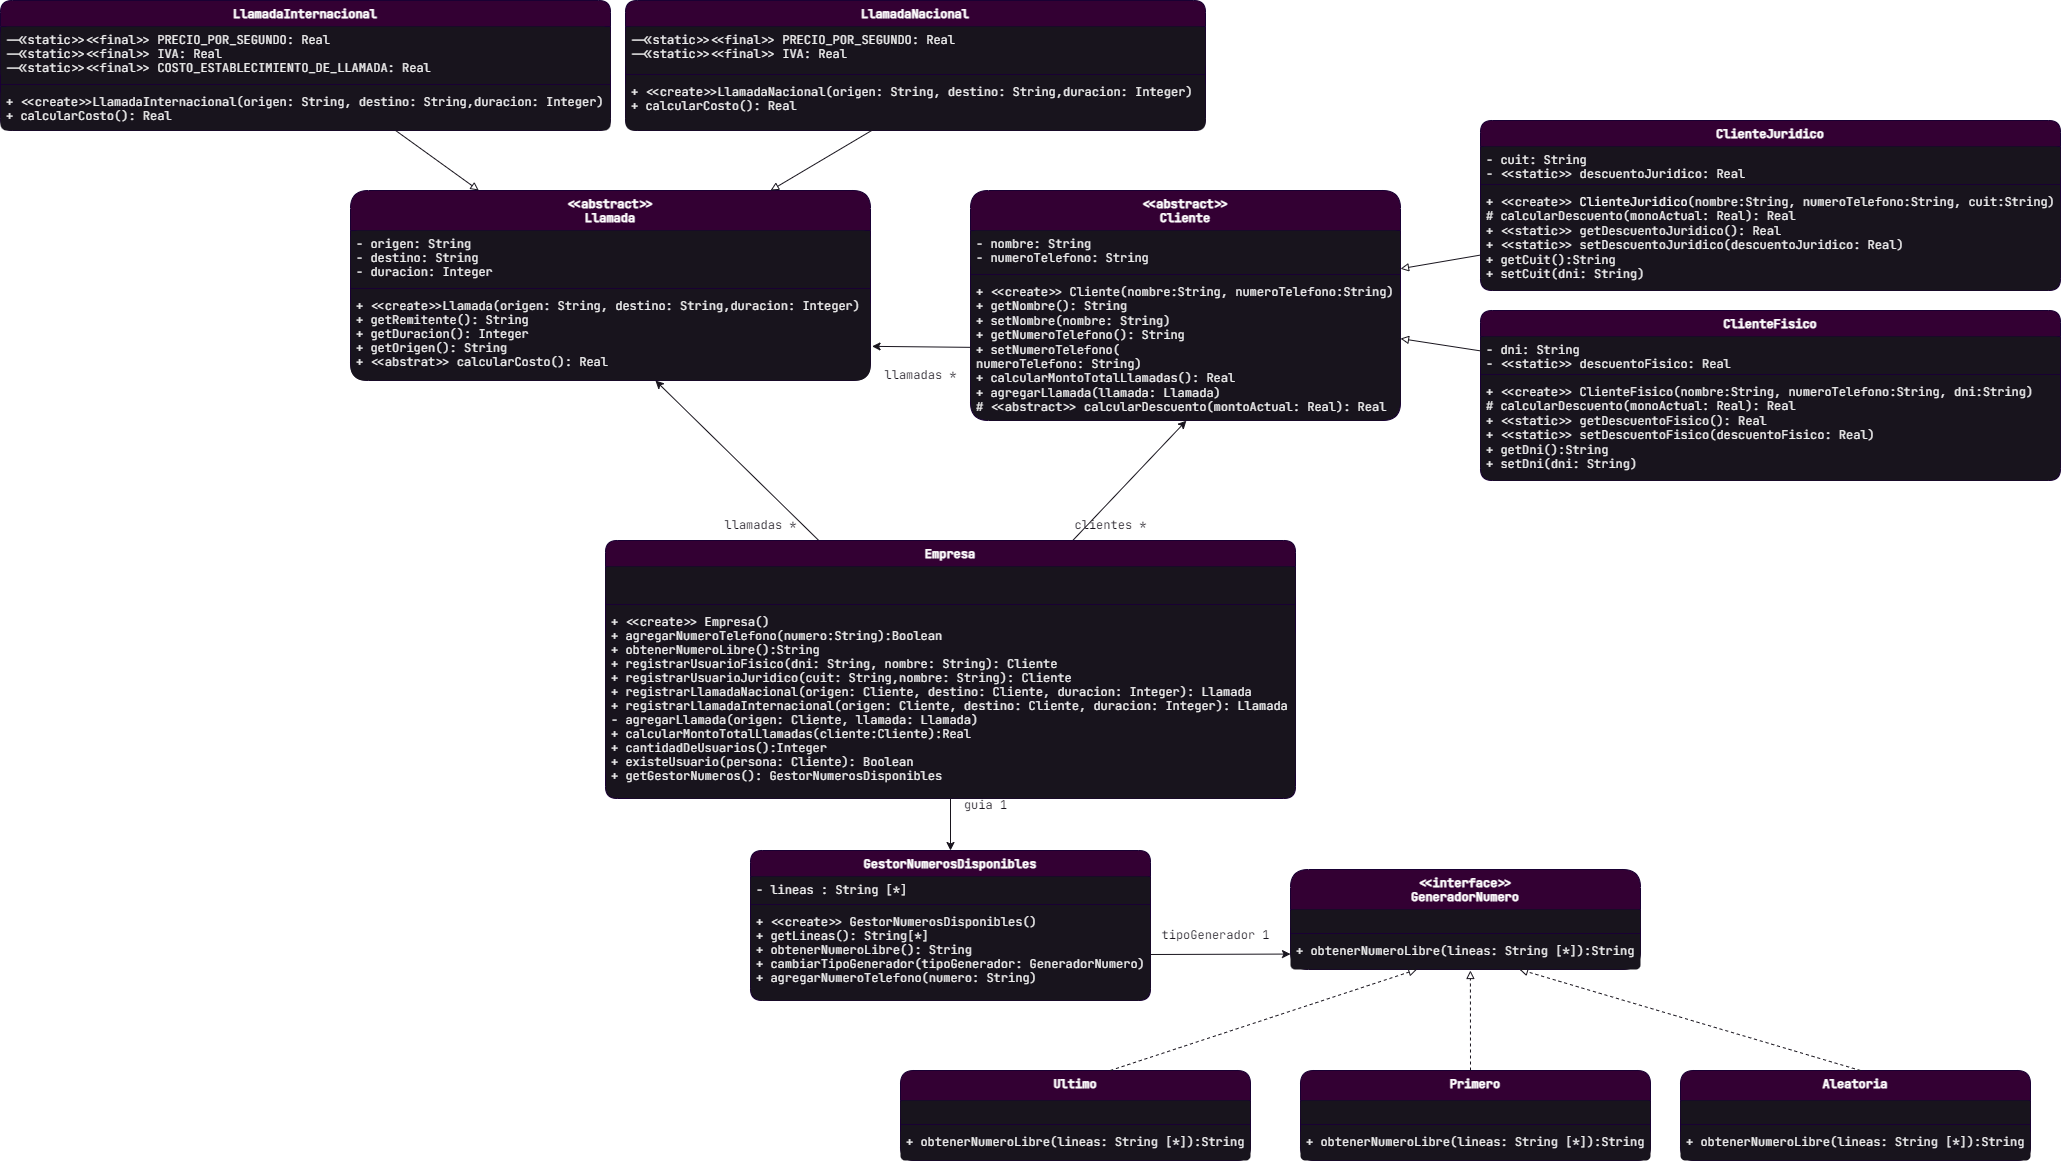 LlamadaInternacional
—<<static>><<final>> PRECIO_POR_SEGUNDO: Real
—<<static>><<final>> IVA: Real
—<<static>><<final>> COSTO_ESTABLECIMIENTO_DE_LLAMADA: Real
+ <<create>>LlamadaInternacional(origen: String, destino: String,duracion: Integer)
+ calcularCosto(): Real
LlamadaNacional
—<<static>><<final>> PRECIO_POR_SEGUNDO: Real
—<<static>><<final>> IVA: Real
+ <<create>>LlamadaNacional(origen: String, destino: String,duracion: Integer)
+ calcularCosto(): Real
ClienteJuridico
- cuit: String
- <<static>> descuentoJuridico: Real
+ <<create>> ClienteJuridico(nombre:String, numeroTelefono:String, cuit:String)
# calcularDescuento(monoActual: Real): Real
+ <<static>> getDescuentoJuridico(): Real
+ <<static>> setDescuentoJuridico(descuentoJuridico: Real)
+ getCuit():String
+ setCuit(dni: String)
<<abstract>>
Llamada
- origen: String
- destino: String
- duracion: Integer
+ <<create>>Llamada(origen: String, destino: String,duracion: Integer)
+ getRemitente(): String
+ getDuracion(): Integer
+ getOrigen(): String
+ <<abstrat>> calcularCosto(): Real
<<abstract>>
Cliente
- nombre: String
- numeroTelefono: String
+ <<create>> Cliente(nombre:String, numeroTelefono:String)
+ getNombre(): String
+ setNombre(nombre: String)
+ getNumeroTelefono(): String
+ setNumeroTelefono(
numeroTelefono: String)
+ calcularMontoTotalLlamadas(): Real
+ agregarLlamada(llamada: Llamada)
# <<abstract>> calcularDescuento(montoActual: Real): Real
ClienteFisico
- dni: String
- <<static>> descuentoFisico: Real
+ <<create>> ClienteFisico(nombre:String, numeroTelefono:String, dni:String)
# calcularDescuento(monoActual: Real): Real
+ <<static>> getDescuentoFisico(): Real
+ <<static>> setDescuentoFisico(descuentoFisico: Real)
+ getDni():String
+ setDni(dni: String)
llamadas *
llamadas *
clientes *
Empresa
+ <<create>> Empresa()
+ agregarNumeroTelefono(numero:String):Boolean
+ obtenerNumeroLibre():String
+ registrarUsuarioFisico(dni: String, nombre: String): Cliente
+ registrarUsuarioJuridico(cuit: String,nombre: String): Cliente
+ registrarLlamadaNacional(origen: Cliente, destino: Cliente, duracion: Integer): Llamada
+ registrarLlamadaInternacional(origen: Cliente, destino: Cliente, duracion: Integer): Llamada
- agregarLlamada(origen: Cliente, llamada: Llamada)
+ calcularMontoTotalLlamadas(cliente:Cliente):Real
+ cantidadDeUsuarios():Integer
+ existeUsuario(persona: Cliente): Boolean
+ getGestorNumeros(): GestorNumerosDisponibles
guia 1
GestorNumerosDisponibles
- lineas : String [*]
+ <<create>> GestorNumerosDisponibles()
+ getLineas(): String[*]
+ obtenerNumeroLibre(): String
+ cambiarTipoGenerador(tipoGenerador: GeneradorNumero)
+ agregarNumeroTelefono(numero: String)
tipoGenerador 1
<<interface>>
GeneradorNumero
+ obtenerNumeroLibre(lineas: String [*]):String
Ultimo
+ obtenerNumeroLibre(lineas: String [*]):String
Primero
+ obtenerNumeroLibre(lineas: String [*]):String
Aleatoria
+ obtenerNumeroLibre(lineas: String [*]):String